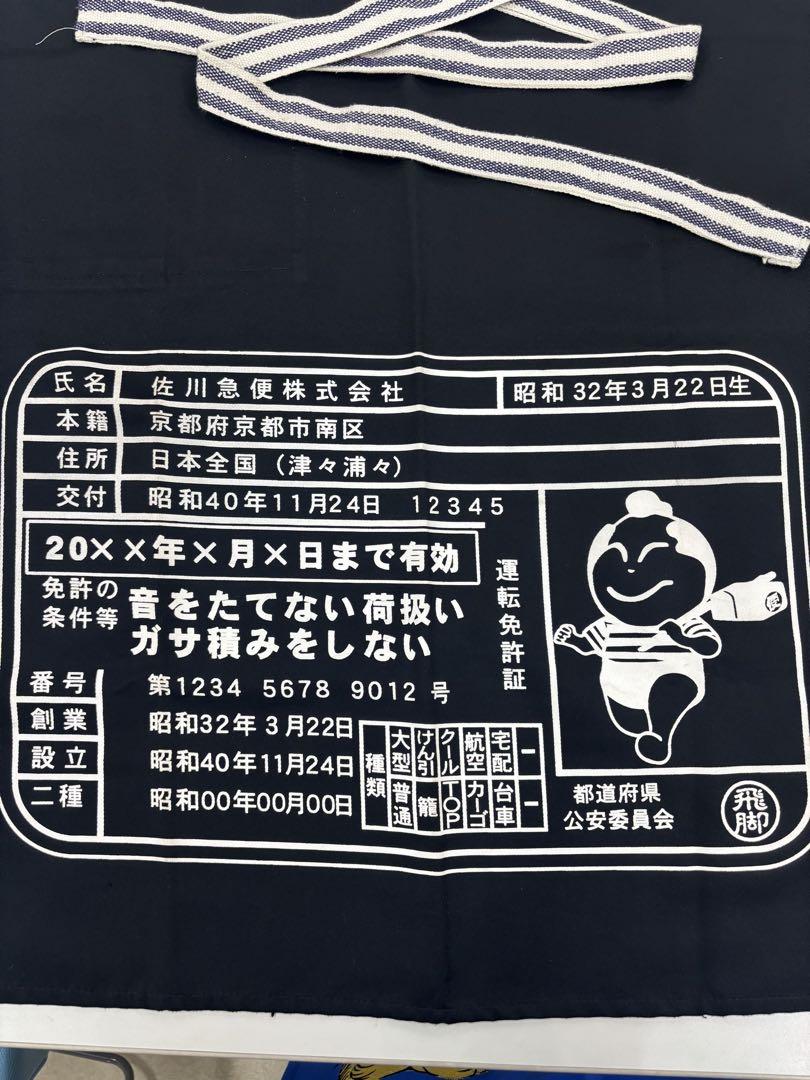 氏名 佐川急便株式会社 昭和32年3月22日生
本籍 京都府京都市南区
住所 日本全国（津々浦々）
交付 昭和40年11月24日 12345
20××年×月×日まで有効
免許の
条件等
音をたてない荷扱い
ガサ積みをしない
運転免許証
番号 第1234 5678 9012 号
創業 昭和32年3月22日
設立 昭和40年11月24日
二種 昭和00年00月00日
種類
大型 けん引 クール 航空 宅配 ー
普通 籠 TOP カーゴ 台車 ー
都道府県
公安委員会
飛脚